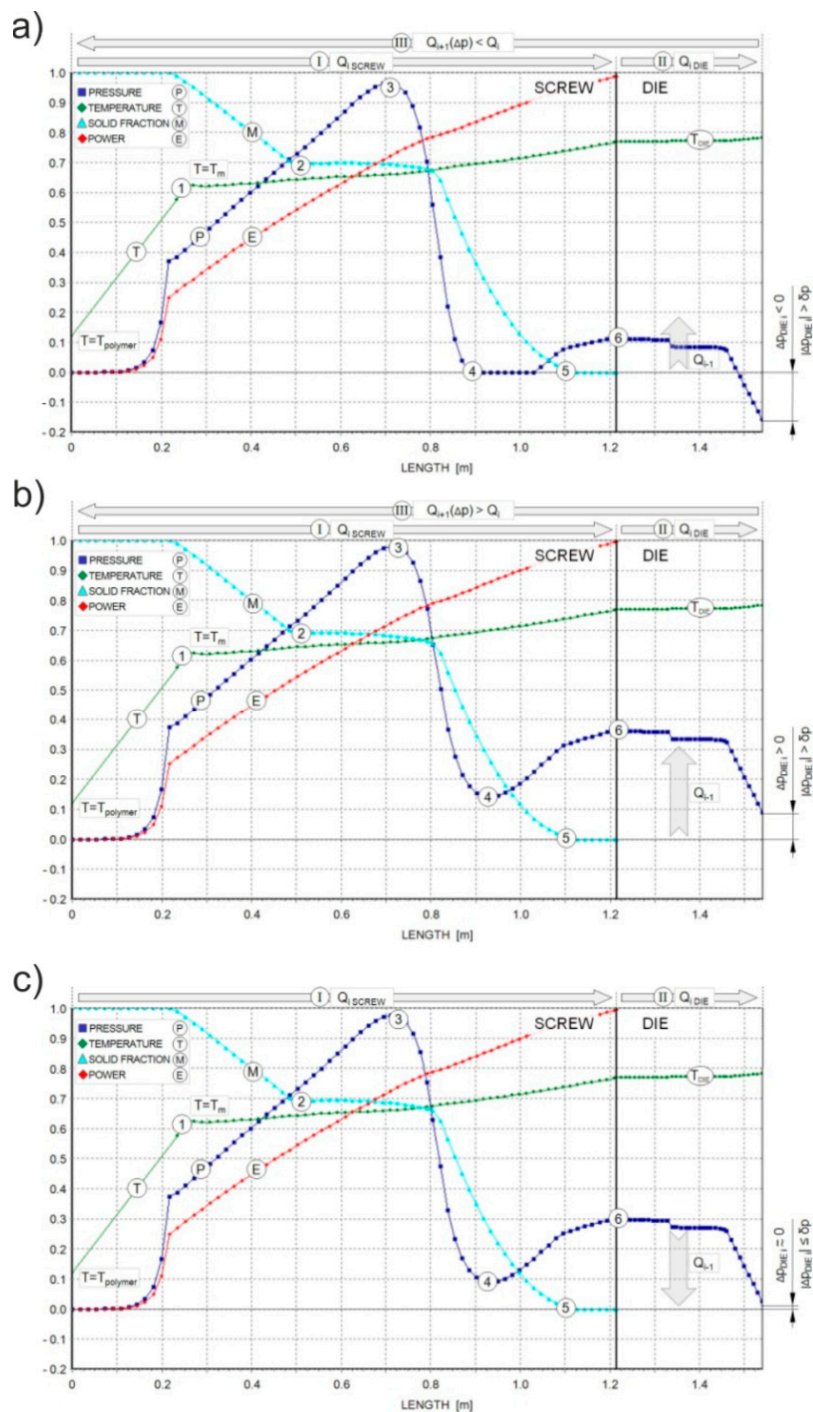 a)
III Q i+1(Δp) < Q i
I Q i SCREW II Q i DIE
1.0
0.9
0.8
0.7
0.6
0.5
0.4
0.3
0.2
0.1
0.0
- 0.1
- 0.2
PRESSURE P
TEMPERATURE T
SOLID FRACTION M
POWER E
SCREW DIE
M
3
T=Tm
2
1
P
E
T
T=Tpolymer
TDIE
4
5
6
Qi-1
ΔpDIE i < 0
|ΔpDIE i| > δp
0 0.2 0.4 0.6 0.8 1.0 1.2 1.4
LENGTH [m]
b)
III Q i+1(Δp) > Q i
I Q i SCREW II Q i DIE
1.0
0.9
0.8
0.7
0.6
0.5
0.4
0.3
0.2
0.1
0.0
- 0.1
- 0.2
PRESSURE P
TEMPERATURE T
SOLID FRACTION M
POWER E
SCREW DIE
M
3
T=Tm
2
1
P
E
T
T=Tpolymer
TDIE
4
5
6
Qi-1
ΔpDIE i > 0
|ΔpDIE i| > δp
0 0.2 0.4 0.6 0.8 1.0 1.2 1.4
LENGTH [m]
c)
I Q i SCREW II Q i DIE
1.0
0.9
0.8
0.7
0.6
0.5
0.4
0.3
0.2
0.1
0.0
- 0.1
- 0.2
PRESSURE P
TEMPERATURE T
SOLID FRACTION M
POWER E
SCREW DIE
M
3
T=Tm
2
1
P
E
T
T=Tpolymer
TDIE
4
5
6
Qi-1
ΔpDIE i ≈ 0
|ΔpDIE i| ≤ δp
0 0.2 0.4 0.6 0.8 1.0 1.2 1.4
LENGTH [m]